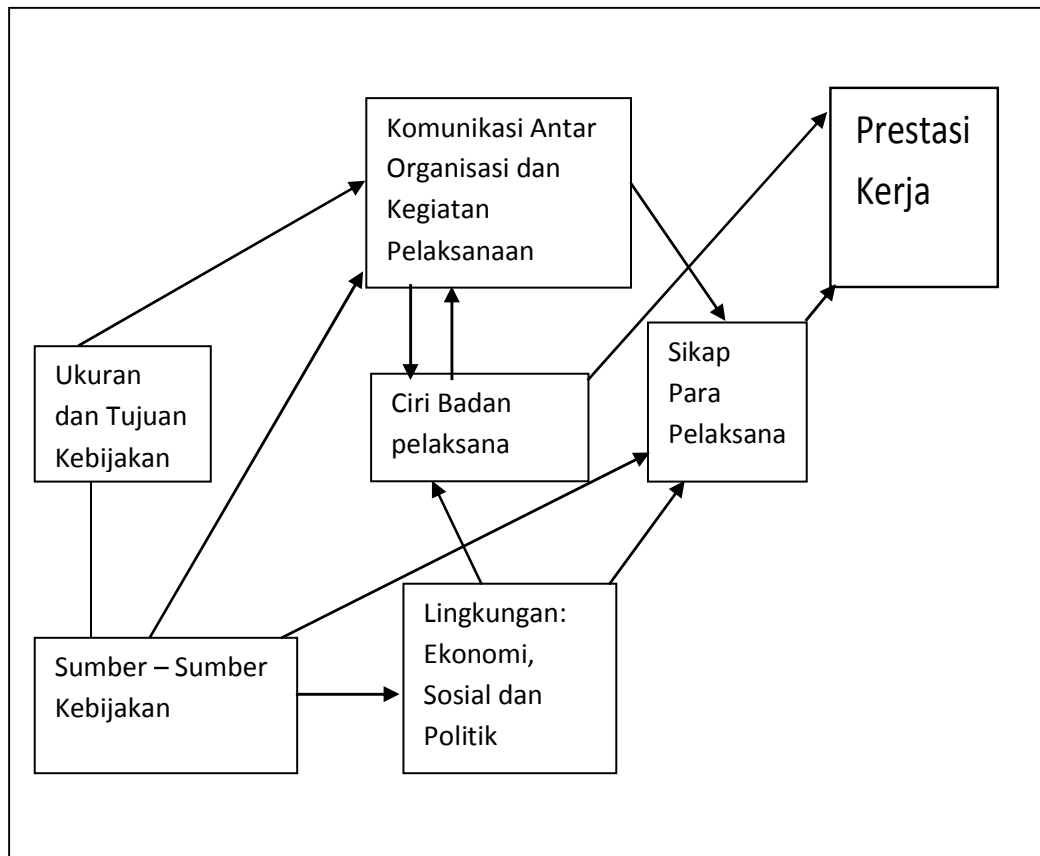 Komunikasi Antar
Organisasi dan
Kegiatan
Pelaksanaan
Prestasi
Kerja
Ukuran
dan Tujuan
Kebijakan
Ciri Badan
pelaksana
Sikap
Para
Pelaksana
Sumber – Sumber
Kebijakan
Lingkungan:
Ekonomi,
Sosial dan
Politik